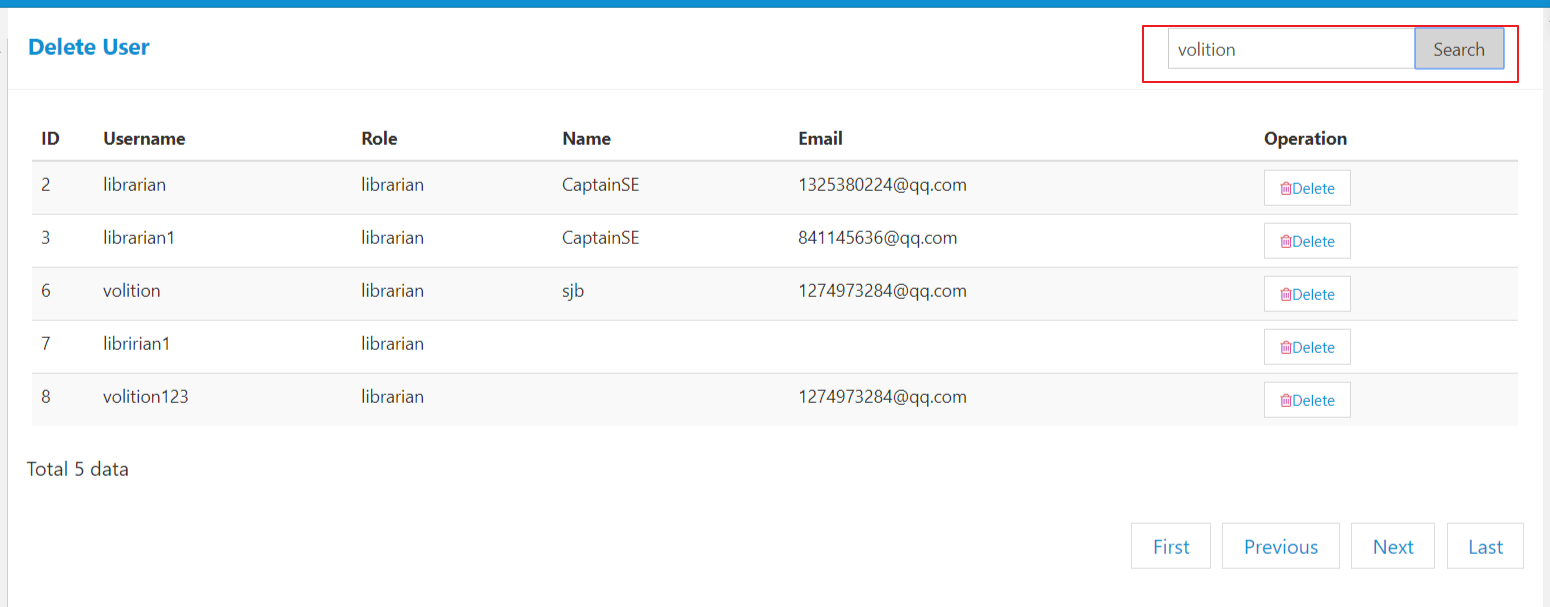 Delete User
volition Search
ID Username Role Name Email Operation
2 librarian librarian CaptainSE 1325380224@qq.com Delete
3 librarian1 librarian CaptainSE 841145636@qq.com Delete
6 volition librarian sjb 1274973284@qq.com Delete
7 libririan1 librarian Delete
8 volition123 librarian 1274973284@qq.com Delete
Total 5 data
First Previous Next Last